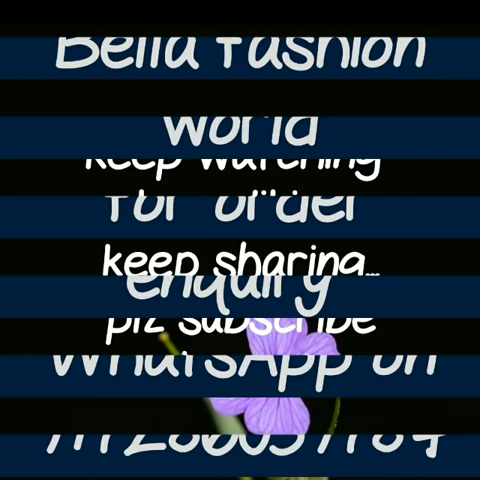 Bella Fashion
world
keep watching
for order
keep sharing...
enquiry
plz subscribe
WhatsApp on